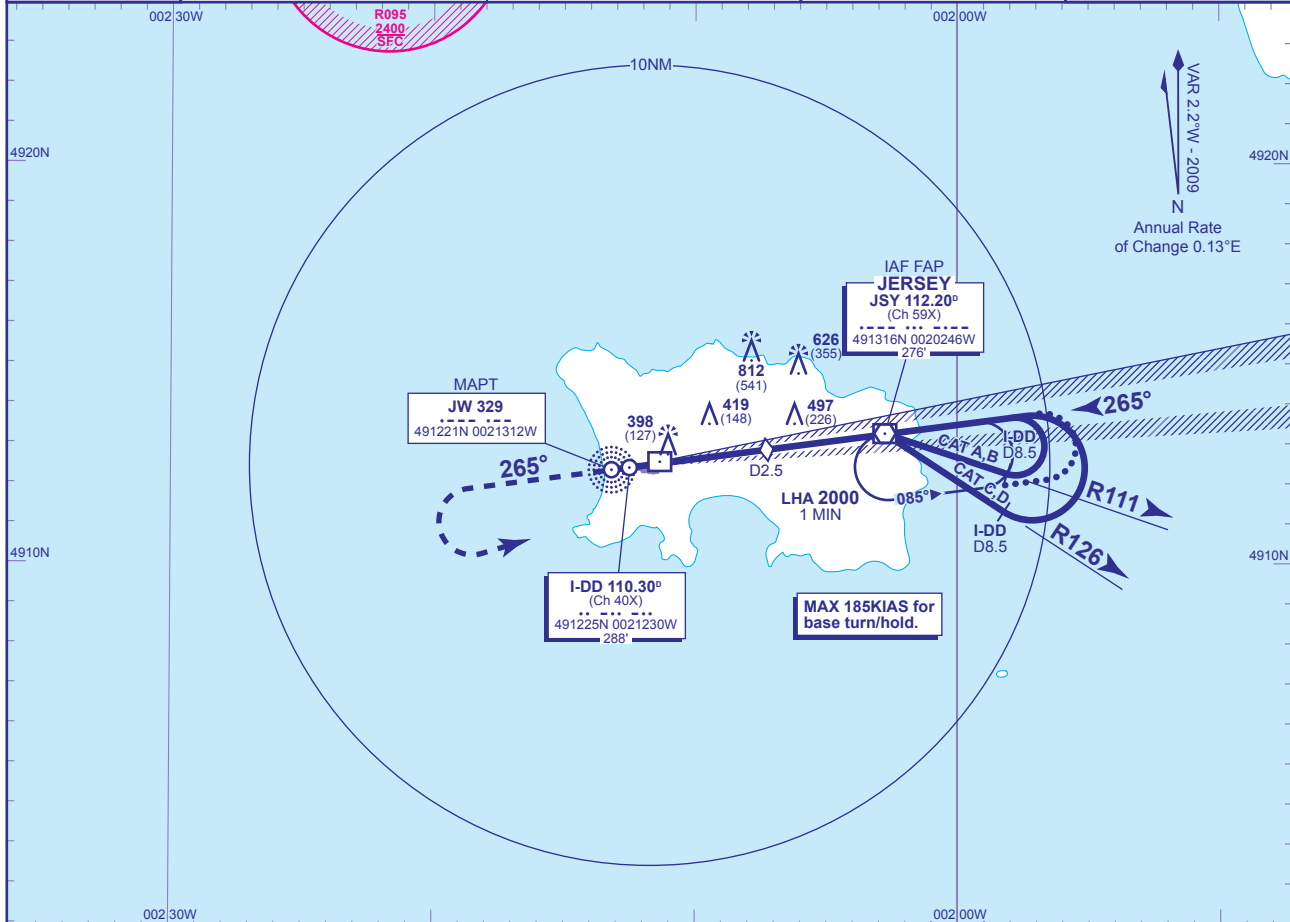 002 30W
R095
2400
SFC
002 00W
10NM
VAR 2.2°W - 2009
N
Annual Rate
of Change 0.13°E
4920N
4920N
IAF FAP
JERSEY
JSY 112.20ᴰ
(Ch 59X)
491316N 0020246W
276'
626
(355)
812
(541)
MAPT
JW 329
491221N 0021312W
398
(127)
419
(148)
497
(226)
265°
265°
I-DD
D8.5
CAT A,B
CAT C,D
D2.5
LHA 2000
1 MIN
085°
R111
I-DD
D8.5
R126
4910N
4910N
I-DD 110.30ᴰ
(Ch 40X)
491225N 0021230W
288'
MAX 185KIAS for
base turn/hold.
002 30W
002 00W